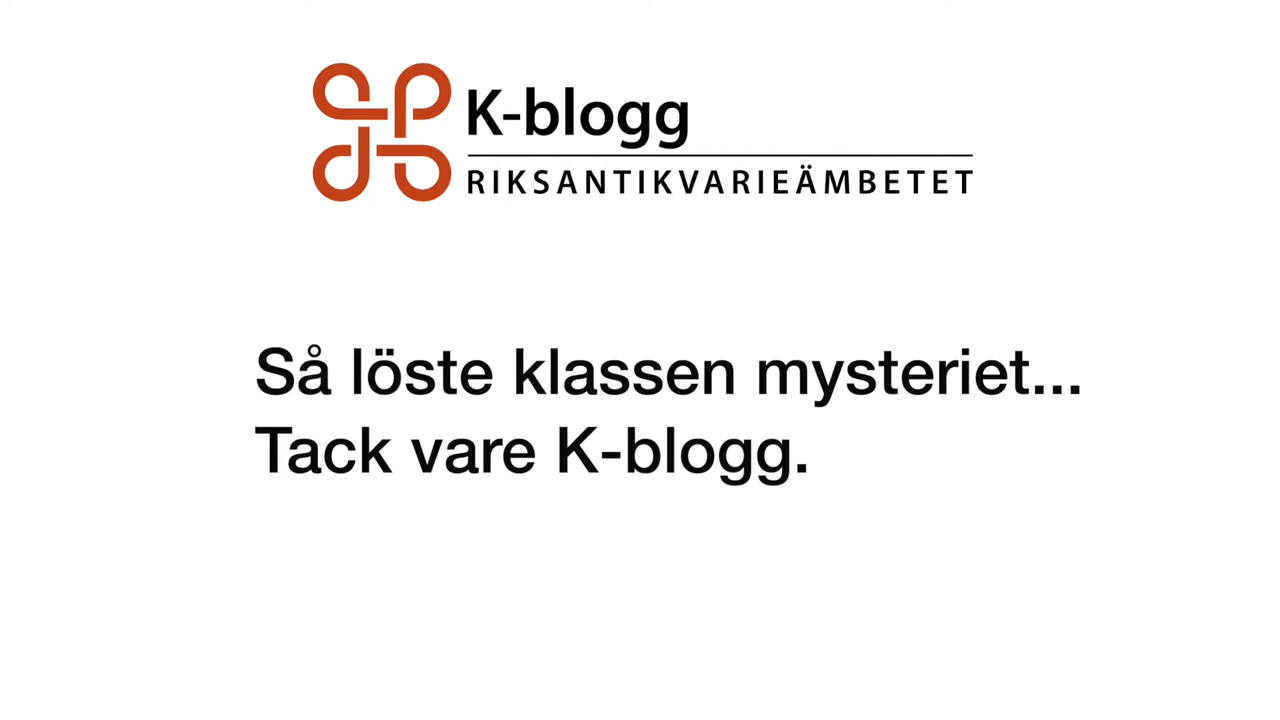 K-blogg
RIKSANTIKVARIEÄMBETET
Så löste klassen mysteriet...
Tack vare K-blogg.